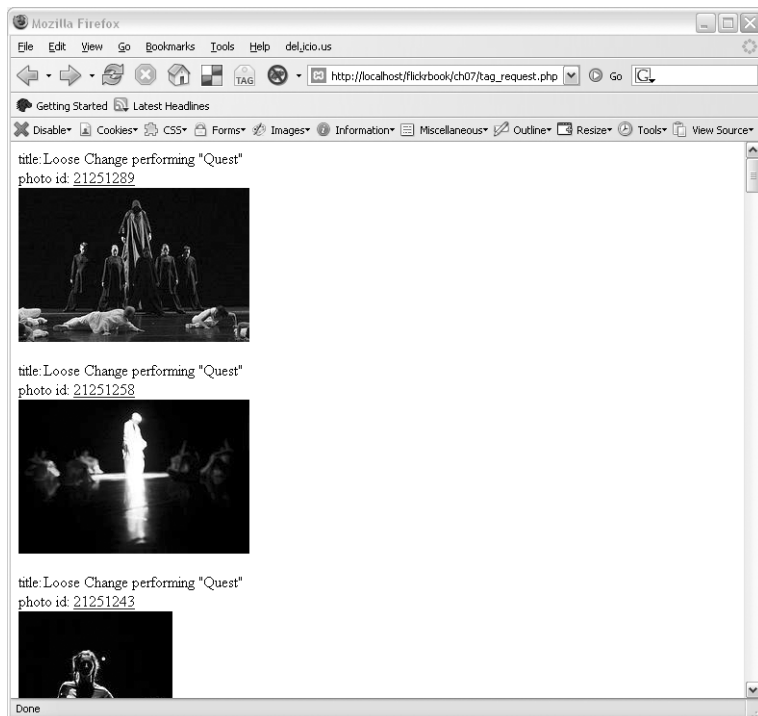 Mozilla Firefox
File Edit View Go Bookmarks Tools Help del.icio.us
TAG http://localhost/flickrbook/ch07/tag_request.php Go G
Getting Started Latest Headlines
Disable Cookies CSS Forms Images Information Miscellaneous Outline Resize Tools View Source
title:Loose Change performing "Quest"
photo id: 21251289
title:Loose Change performing "Quest"
photo id: 21251258
title:Loose Change performing "Quest"
photo id: 21251243
Done